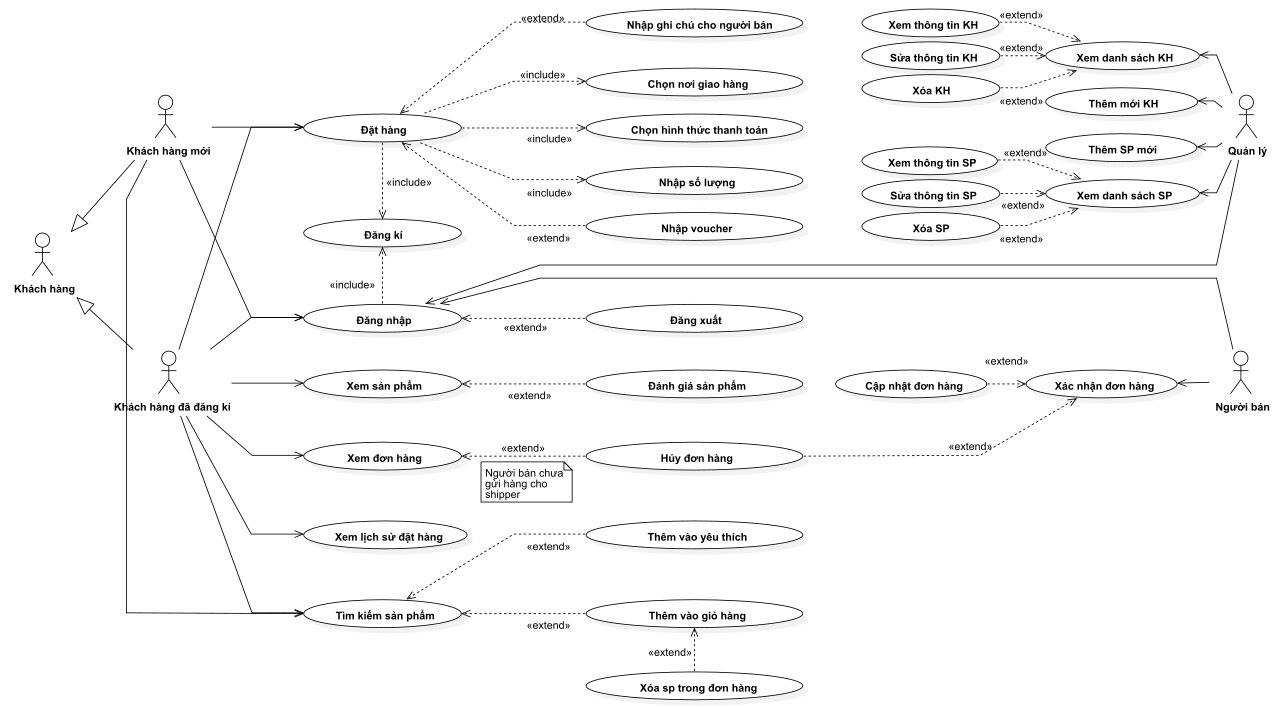 «extend»
Nhập ghi chú cho người bán
Xem thông tin KH
«extend»
Sửa thông tin KH
«extend»
Xem danh sách KH
«include»
Chọn nơi giao hàng
Xóa KH
«extend»
Thêm mới KH
Khách hàng mới
Đặt hàng
Chọn hình thức thanh toán
«include»
Thêm SP mới
Quản lý
Xem thông tin SP
«extend»
«include»
Nhập số lượng
«include»
Sửa thông tin SP
«extend»
Xem danh sách SP
Đăng kí
Nhập voucher
«extend»
Xóa SP
«extend»
Khách hàng
«include»
Đăng nhập
«extend»
Đăng xuất
Xem sản phẩm
«extend»
Đánh giá sản phẩm
«extend»
Cập nhật đơn hàng
Xác nhận đơn hàng
Khách hàng đã đăng kí
Người bán
Xem đơn hàng
«extend»
Người bán chưa
gửi hàng cho
shipper
Hủy đơn hàng
«extend»
Xem lịch sử đặt hàng
«extend»
Thêm vào yêu thích
Tìm kiếm sản phẩm
«extend»
Thêm vào giỏ hàng
«extend»
Xóa sp trong đơn hàng